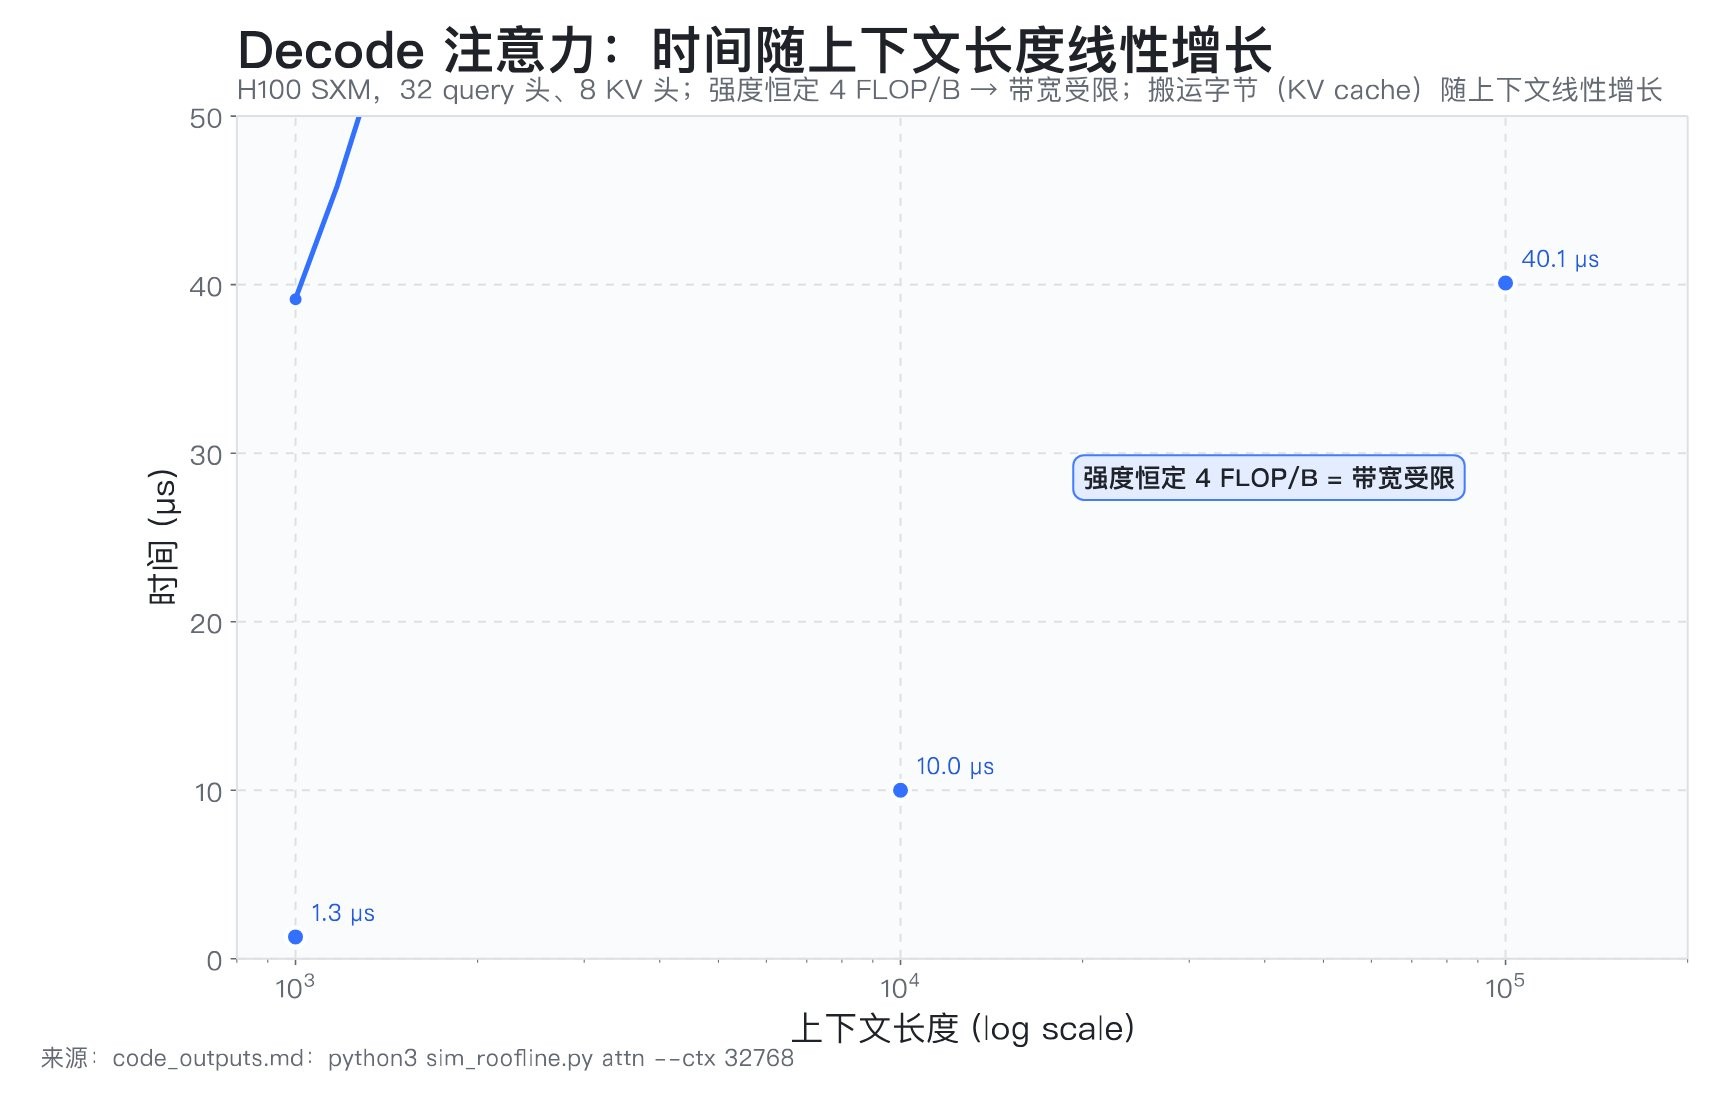 Decode 注意力：时间随上下文长度线性增长
H100 SXM，32 query 头、8 KV 头；强度恒定 4 FLOP/B → 带宽受限；搬运字节（KV cache）随上下文线性增长
50
40
30
20
10
0
时间 (µs)
40.1 µs
强度恒定 4 FLOP/B = 带宽受限
10.0 µs
1.3 µs
10³
10⁴
10⁵
上下文长度 (log scale)
来源：code_outputs.md：python3 sim_roofline.py attn --ctx 32768